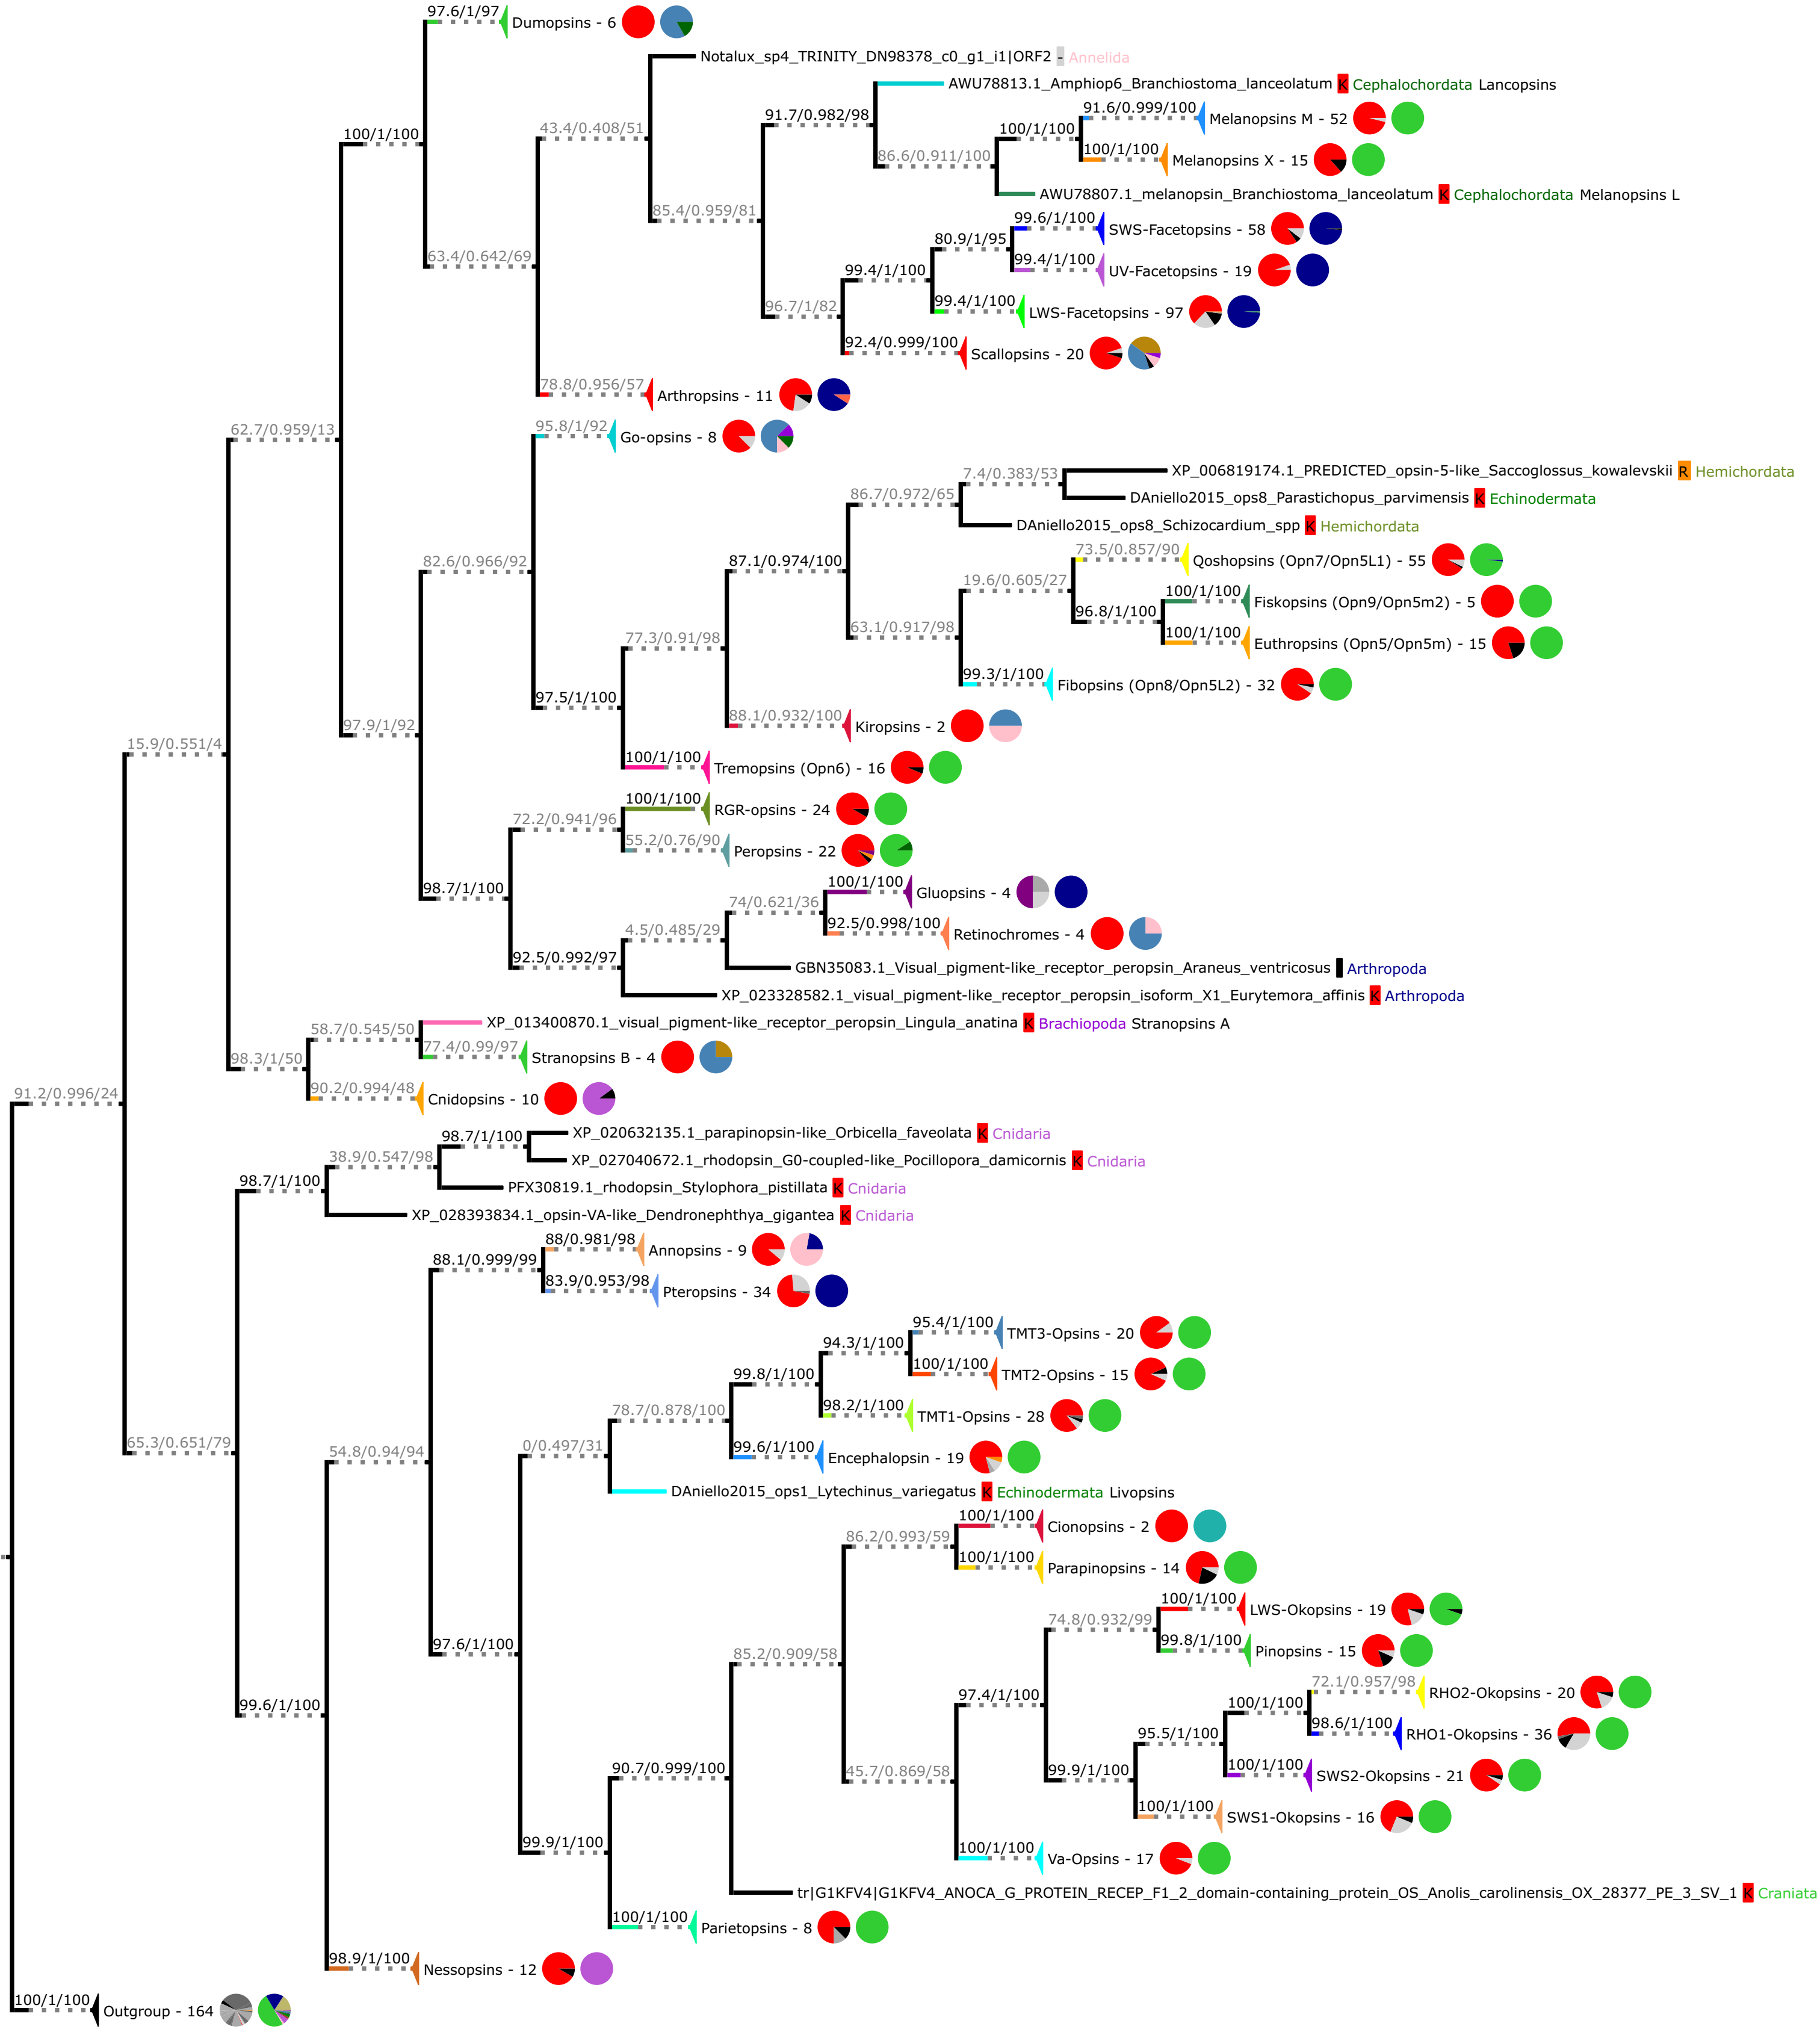 97.6/1/97 Dumopsins - 6
Notalux_sp4_TRINITY_DN98378_c0_g1_i1|ORF2 - Annelida
AWU78813.1_Amphiop6_Branchiostoma_lanceolatum K Cephalochordata Lancopsins
91.7/0.982/98
91.6/0.999/100 Melanopsins M - 52
43.4/0.408/51
100/1/100
100/1/100
86.6/0.911/100
100/1/100 Melanopsins X - 15
AWU78807.1_melanopsin_Branchiostoma_lanceolatum K Cephalochordata Melanopsins L
85.4/0.959/81
99.6/1/100 SWS-Facetopsins - 58
80.9/1/95
63.4/0.642/69
99.4/1/100 UV-Facetopsins - 19
99.4/1/100
96.7/1/82
99.4/1/100 LWS-Facetopsins - 97
92.4/0.999/100 Scallopsins - 20
78.8/0.956/57 Arthropsins - 11
62.7/0.959/13
95.8/1/92 Go-opsins - 8
7.4/0.383/53
XP_006819174.1_PREDICTED_opsin-5-like_Saccoglossus_kowalevskii R Hemichordata
86.7/0.972/65
DAniello2015_ops8_Parastichopus_parvimensis K Echinodermata
DAniello2015_ops8_Schizocardium_spp K Hemichordata
82.6/0.966/92
87.1/0.974/100
73.5/0.857/90 Qoshopsins (Opn7/Opn5L1) - 55
19.6/0.605/27
100/1/100 Fiskopsins (Opn9/Opn5m2) - 5
96.8/1/100
77.3/0.91/98
63.1/0.917/98
100/1/100 Euthropsins (Opn5/Opn5m) - 15
99.3/1/100 Fibopsins (Opn8/Opn5L2) - 32
97.5/1/100
97.9/1/92
88.1/0.932/100 Kiropsins - 2
15.9/0.551/4
100/1/100 Tremopsins (Opn6) - 16
100/1/100 RGR-opsins - 24
72.2/0.941/96
55.2/0.76/90 Peropsins - 22
98.7/1/100
100/1/100 Gluopsins - 4
74/0.621/36
4.5/0.485/29
92.5/0.998/100 Retinochromes - 4
92.5/0.992/97
GBN35083.1_Visual_pigment-like_receptor_peropsin_Araneus_ventricosus Arthropoda
XP_023328582.1_visual_pigment-like_receptor_peropsin_isoform_X1_Eurytemora_affinis K Arthropoda
58.7/0.545/50
XP_013400870.1_visual_pigment-like_receptor_peropsin_Lingula_anatina K Brachiopoda Stranopsins A
98.3/1/50
77.4/0.99/97 Stranopsins B - 4
91.2/0.996/24
90.2/0.994/48 Cnidopsins - 10
98.7/1/100
XP_020632135.1_parapinopsin-like_Orbicella_faveolata K Cnidaria
38.9/0.547/98
XP_027040672.1_rhodopsin_G0-coupled-like_Pocillopora_damicornis K Cnidaria
98.7/1/100
PFX30819.1_rhodopsin_Stylophora_pistillata K Cnidaria
XP_028393834.1_opsin-VA-like_Dendronephthya_gigantea K Cnidaria
88.1/0.999/99
88/0.981/98 Annopsins - 9
83.9/0.953/98 Pteropsins - 34
95.4/1/100 TMT3-Opsins - 20
94.3/1/100
99.8/1/100
100/1/100 TMT2-Opsins - 15
78.7/0.878/100
98.2/1/100 TMT1-Opsins - 28
65.3/0.651/79
54.8/0.94/94
0/0.497/31
99.6/1/100 Encephalopsin - 19
DAniello2015_ops1_Lytechinus_variegatus K Echinodermata Livopsins
100/1/100 Cionopsins - 2
86.2/0.993/59
100/1/100 Parapinopsins - 14
100/1/100 LWS-Okopsins - 19
74.8/0.932/99
97.6/1/100
85.2/0.909/58
99.8/1/100 Pinopsins - 15
72.1/0.957/98 RHO2-Okopsins - 20
99.6/1/100
97.4/1/100
100/1/100
98.6/1/100 RHO1-Okopsins - 36
95.5/1/100
90.7/0.999/100
45.7/0.869/58
99.9/1/100
100/1/100 SWS2-Okopsins - 21
100/1/100 SWS1-Okopsins - 16
99.9/1/100
100/1/100 Va-Opsins - 17
tr|G1KFV4|G1KFV4_ANOCA_G_PROTEIN_RECEP_F1_2_domain-containing_protein_OS_Anolis_carolinensis_OX_28377_PE_3_SV_1 K Craniata
100/1/100 Parietopsins - 8
98.9/1/100 Nessopsins - 12
100/1/100 Outgroup - 164